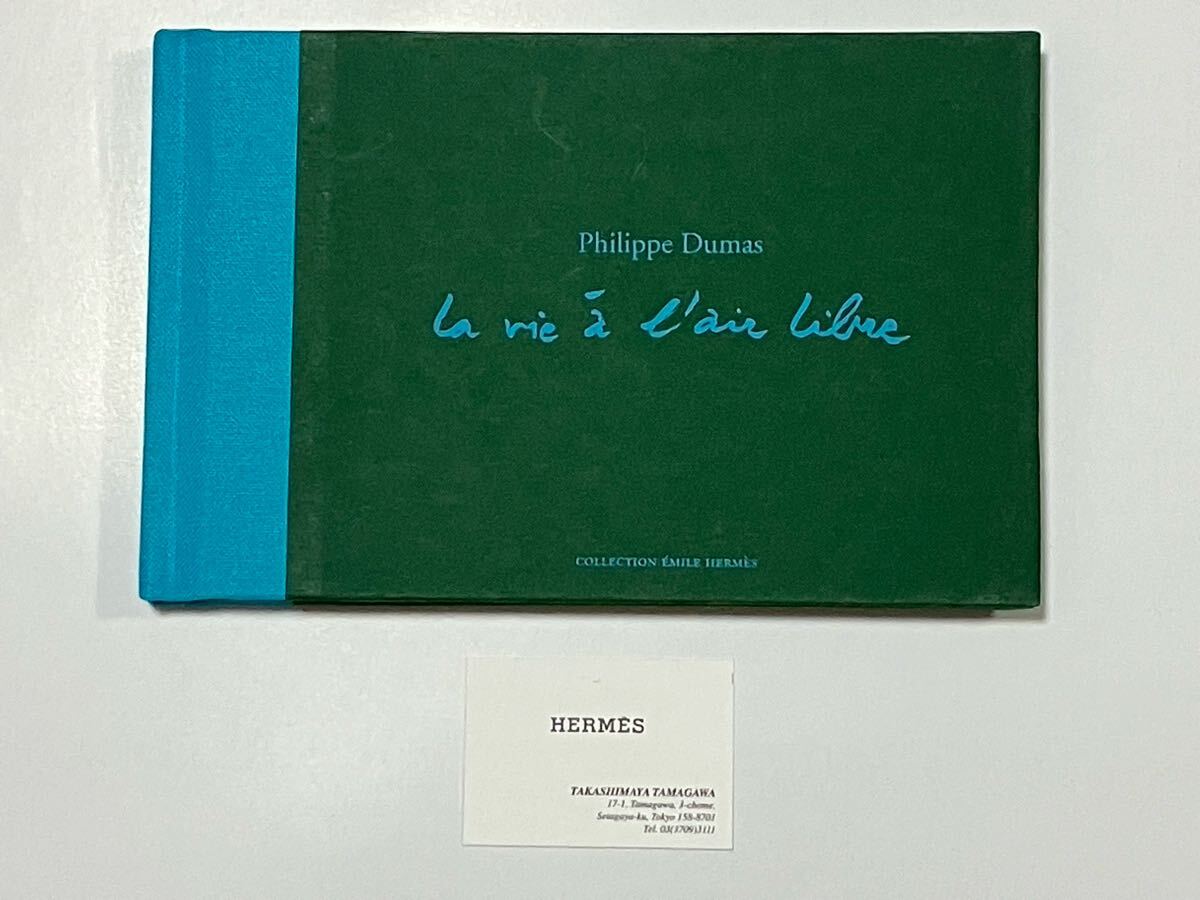 Philippe Dumas
la vie à l'air libre
COLLECTION ÉMILE HERMÈS
HERMÈS
TAKASHIMAYA TAMAGAWA
17-1, Tamagawa, 3-chome,
Setagaya-ku, Tokyo 158-8701
Tel. 03(3709)3111